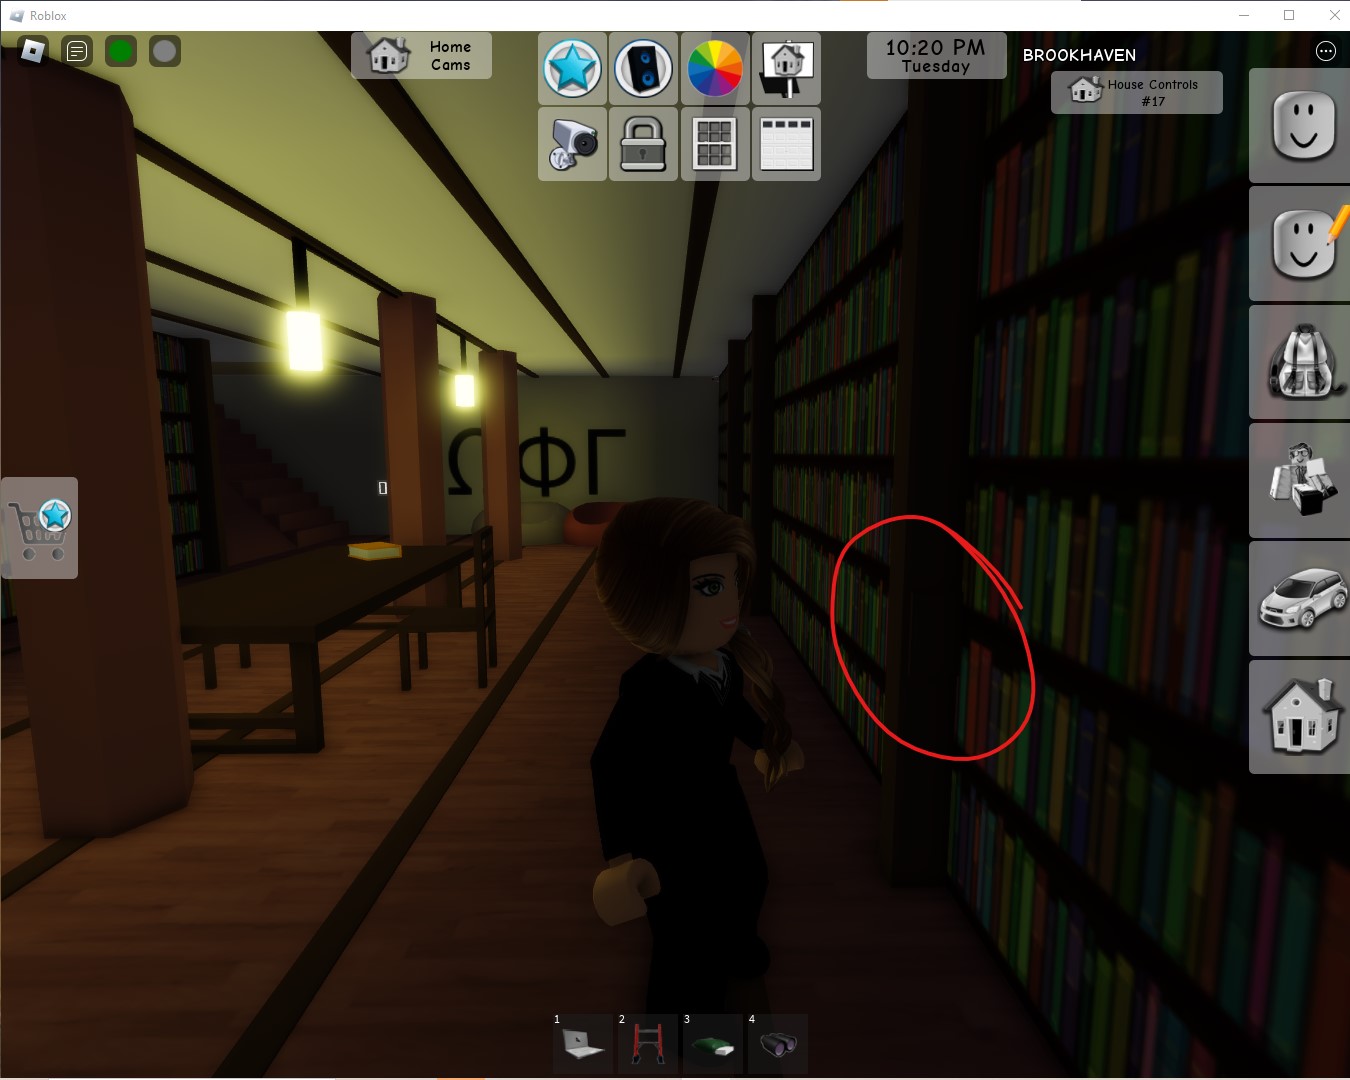 Roblox
Home
Cams
10:20 PM
Tuesday
BROOKHAVEN
House Controls
#17
ΩΦΓ
1
2
3
4